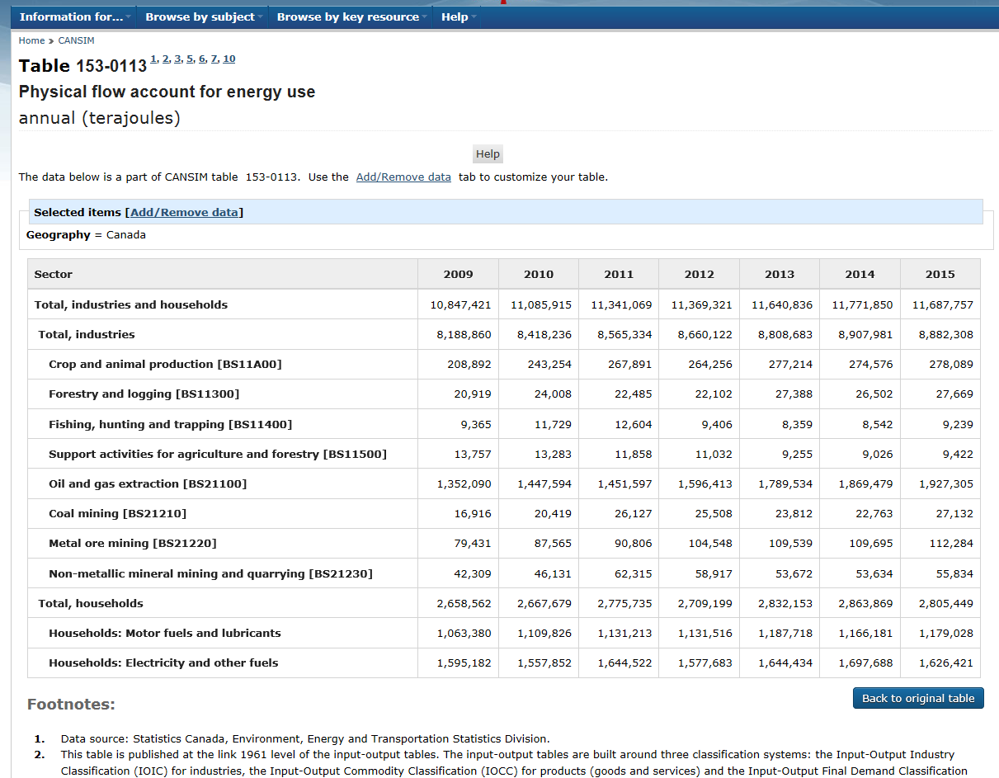 Information for... Browse by subject Browse by key resource Help
Home › CANSIM
Table 153-0113 1, 2, 3, 5, 6, 7, 10
Physical flow account for energy use
annual (terajoules)
Help
The data below is a part of CANSIM table 153-0113. Use the Add/Remove data tab to customize your table.
Selected items [Add/Remove data]
Geography = Canada
Sector 2009 2010 2011 2012 2013 2014 2015
Total, industries and households 10,847,421 11,085,915 11,341,069 11,369,321 11,640,836 11,771,850 11,687,757
Total, industries 8,188,860 8,418,236 8,565,334 8,660,122 8,808,683 8,907,981 8,882,308
Crop and animal production [BS11A00] 208,892 243,254 267,891 264,256 277,214 274,576 278,089
Forestry and logging [BS11300] 20,919 24,008 22,485 22,102 27,388 26,502 27,669
Fishing, hunting and trapping [BS11400] 9,365 11,729 12,604 9,406 8,359 8,542 9,239
Support activities for agriculture and forestry [BS11500] 13,757 13,283 11,858 11,032 9,255 9,026 9,422
Oil and gas extraction [BS21100] 1,352,090 1,447,594 1,451,597 1,596,413 1,789,534 1,869,479 1,927,305
Coal mining [BS21210] 16,916 20,419 26,127 25,508 23,812 22,763 27,132
Metal ore mining [BS21220] 79,431 87,565 90,806 104,548 109,539 109,695 112,284
Non-metallic mineral mining and quarrying [BS21230] 42,309 46,131 62,315 58,917 53,672 53,634 55,834
Total, households 2,658,562 2,667,679 2,775,735 2,709,199 2,832,153 2,863,869 2,805,449
Households: Motor fuels and lubricants 1,063,380 1,109,826 1,131,213 1,131,516 1,187,718 1,166,181 1,179,028
Households: Electricity and other fuels 1,595,182 1,557,852 1,644,522 1,577,683 1,644,434 1,697,688 1,626,421
Back to original table
Footnotes:
1. Data source: Statistics Canada, Environment, Energy and Transportation Statistics Division.
2. This table is published at the link 1961 level of the input-output tables. The input-output tables are built around three classification systems: the Input-Output Industry
Classification (IOIC) for industries, the Input-Output Commodity Classification (IOCC) for products (goods and services) and the Input-Output Final Demand Classification